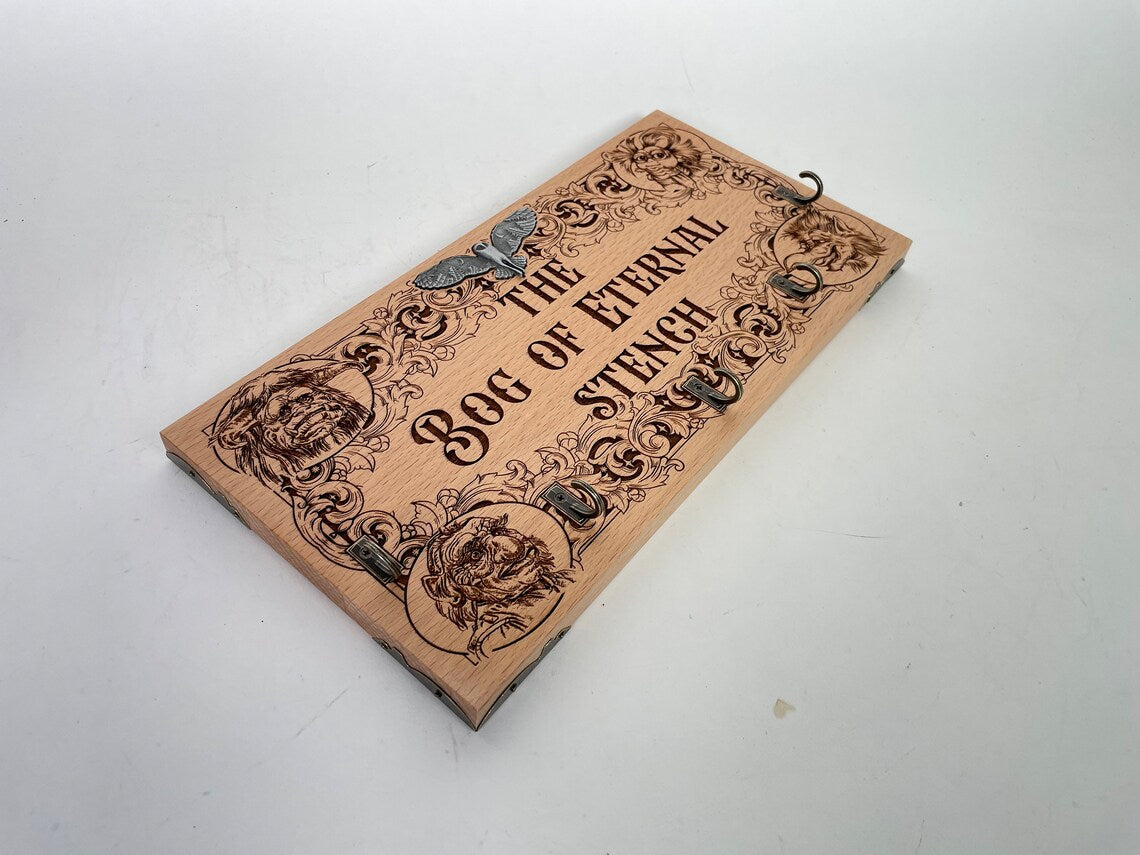 THE
BOG OF ETERNAL
STENCH